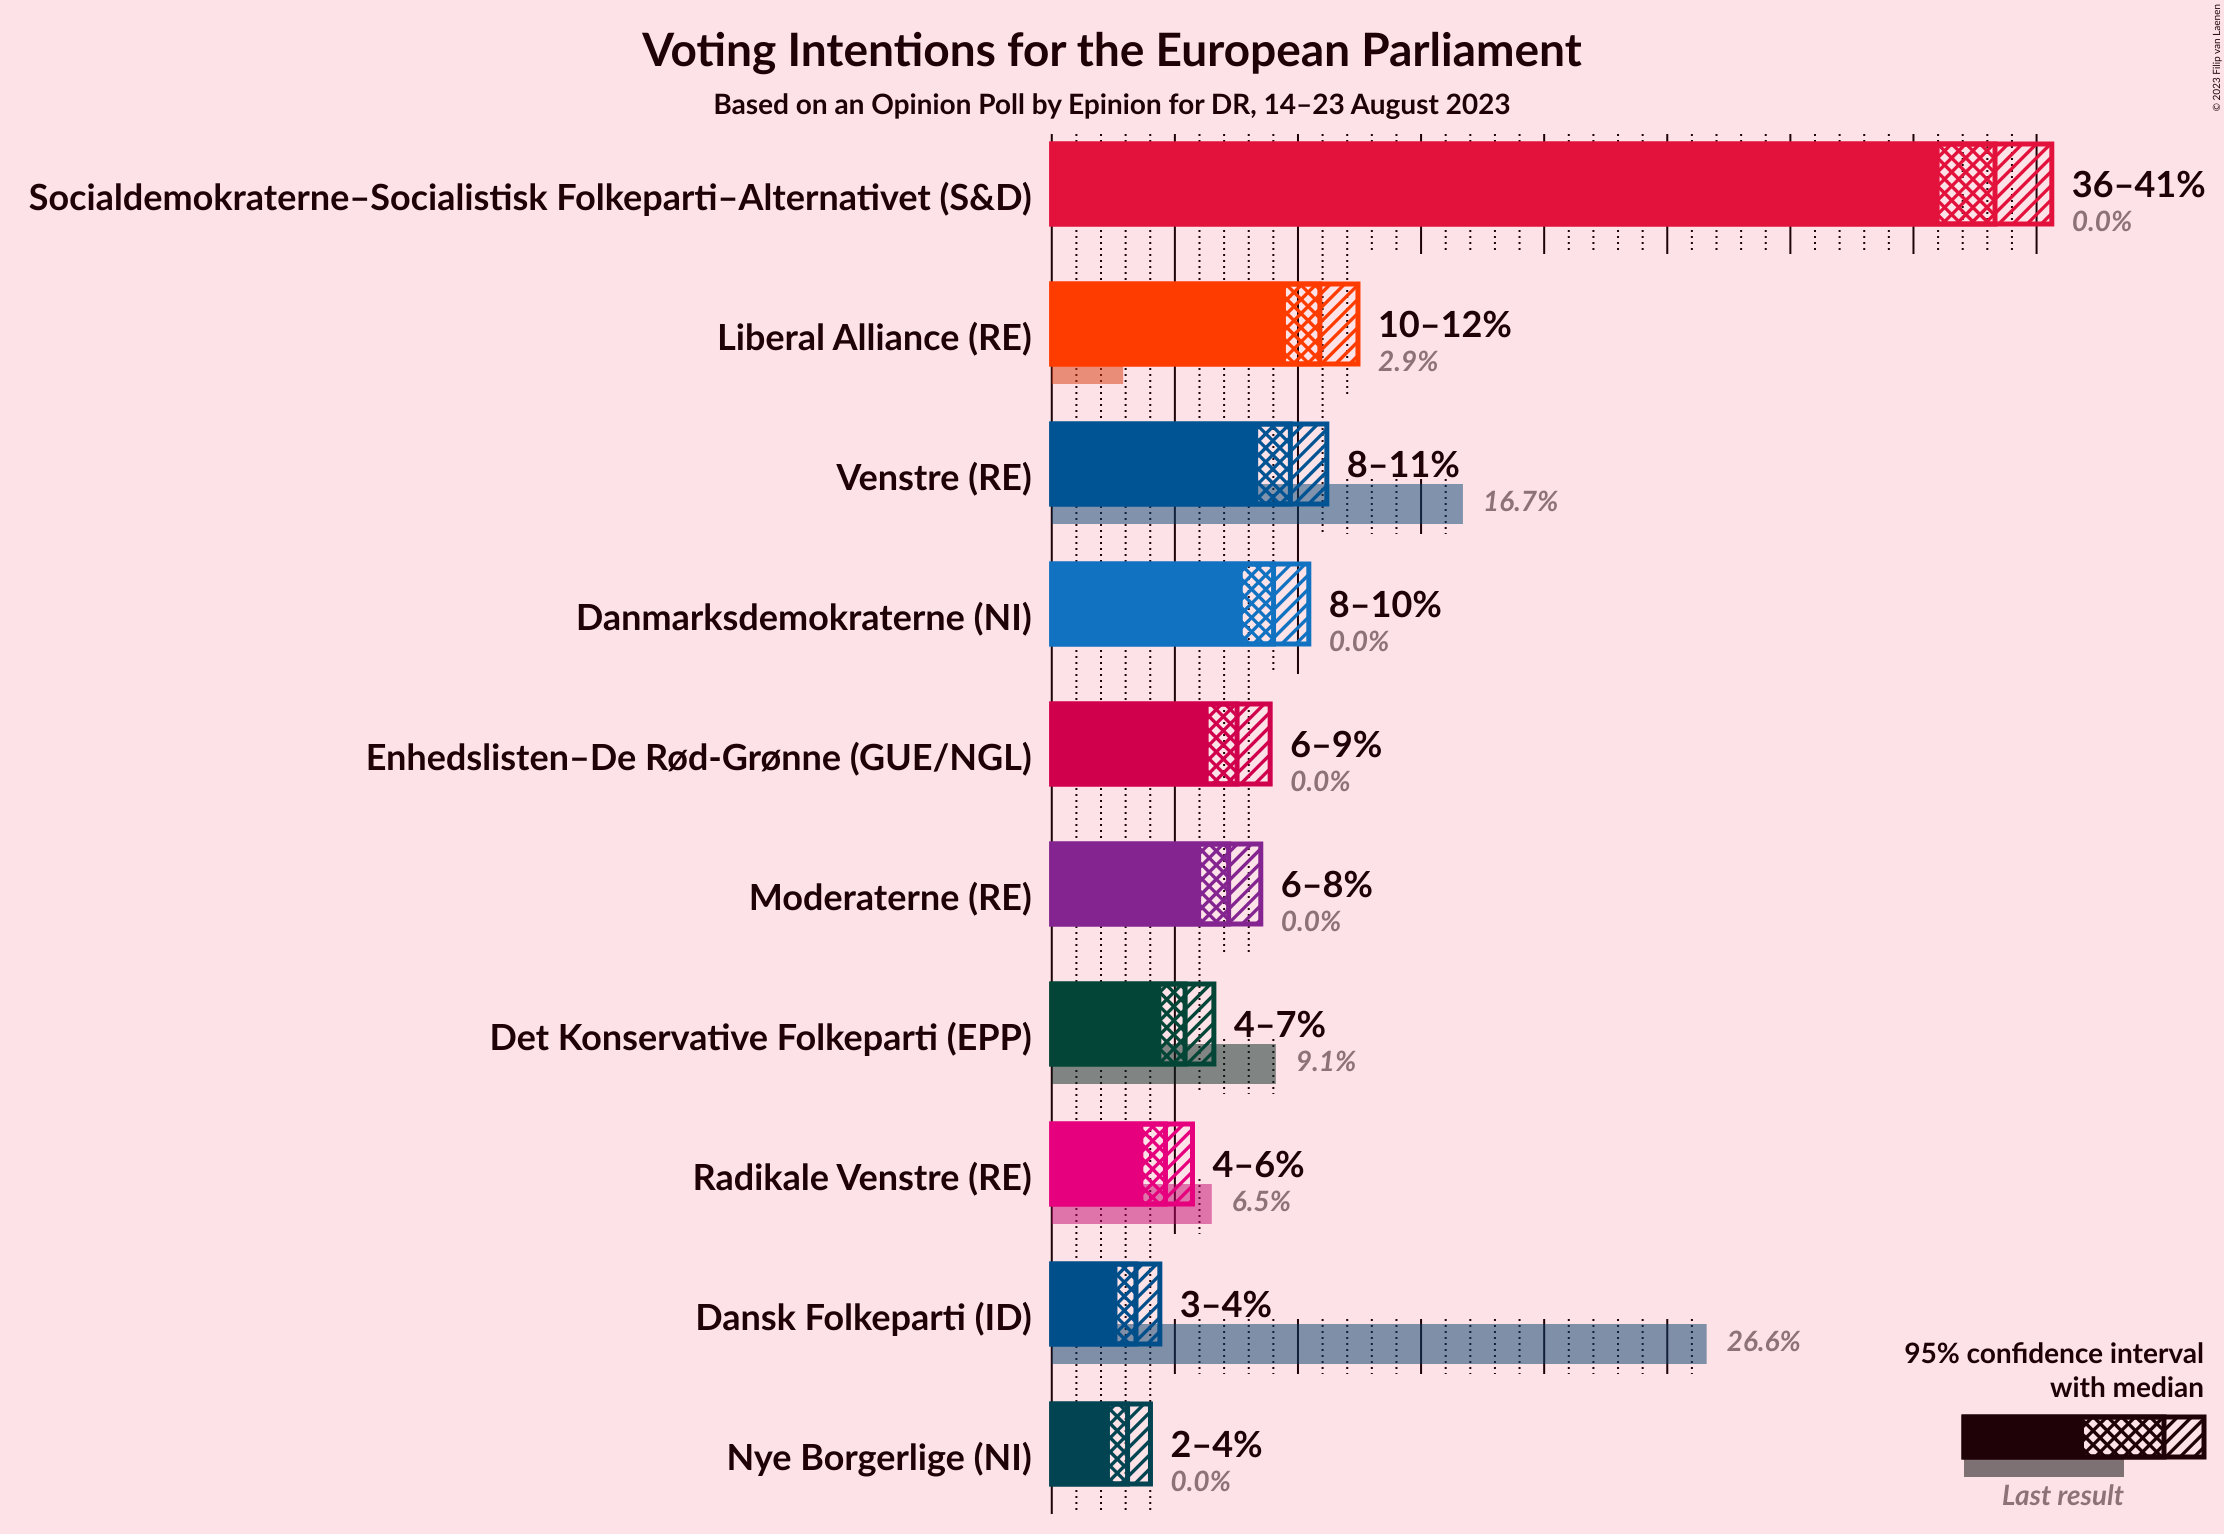 Voting Intentions for the European Parliament
Based on an Opinion Poll by Epinion for DR, 14–23 August 2023
© 2023 Filip van Laenen
Socialdemokraterne–Socialistisk Folkeparti–Alternativet (S&D)
36–41%
0.0%
Liberal Alliance (RE)
10–12%
2.9%
Venstre (RE)
8–11%
16.7%
Danmarksdemokraterne (NI)
8–10%
0.0%
Enhedslisten–De Rød-Grønne (GUE/NGL)
6–9%
0.0%
Moderaterne (RE)
6–8%
0.0%
Det Konservative Folkeparti (EPP)
4–7%
9.1%
Radikale Venstre (RE)
4–6%
6.5%
Dansk Folkeparti (ID)
3–4%
26.6%
Nye Borgerlige (NI)
2–4%
0.0%
95% confidence interval
with median
Last result